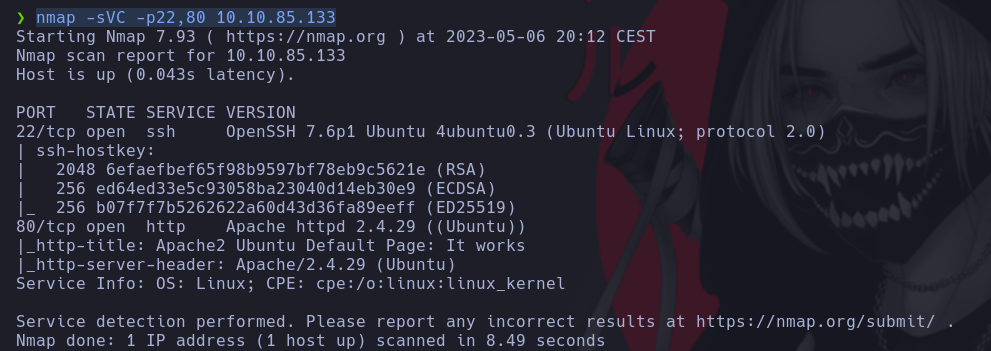 ❯ nmap -sVC -p22,80 10.10.85.133
Starting Nmap 7.93 ( https://nmap.org ) at 2023-05-06 20:12 CEST
Nmap scan report for 10.10.85.133
Host is up (0.043s latency).

PORT   STATE SERVICE VERSION
22/tcp open  ssh     OpenSSH 7.6p1 Ubuntu 4ubuntu0.3 (Ubuntu Linux; protocol 2.0)
| ssh-hostkey:
|   2048 6efaefbef65f98b9597bf78eb9c5621e (RSA)
|   256 ed64ed33e5c93058ba23040d14eb30e9 (ECDSA)
|_  256 b07f7f7b5262622a60d43d36fa89eeff (ED25519)
80/tcp open  http    Apache httpd 2.4.29 ((Ubuntu))
|_http-title: Apache2 Ubuntu Default Page: It works
|_http-server-header: Apache/2.4.29 (Ubuntu)
Service Info: OS: Linux; CPE: cpe:/o:linux:linux_kernel

Service detection performed. Please report any incorrect results at https://nmap.org/submit/ .
Nmap done: 1 IP address (1 host up) scanned in 8.49 seconds